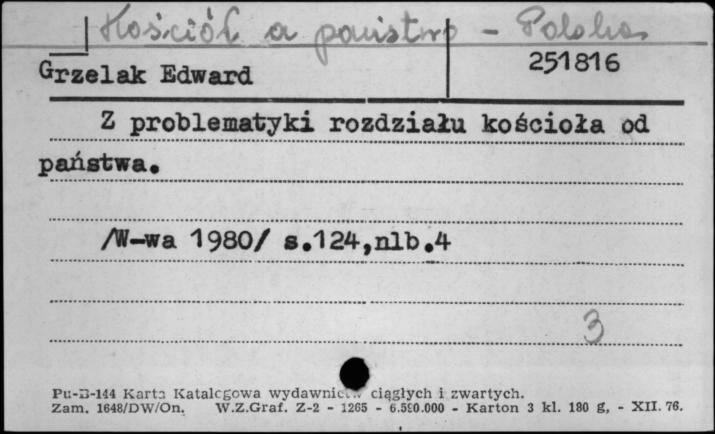 Kościół a państwo - Polska
Grzelak Edward
251816
Z problematyki rozdziału kościoła od
państwa.
/W-wa 1980/ s.124,nlb.4
3
Pu-B-144 Karta Katalogowa wydawnictw ciągłych i zwartych.
Zam. 1648/DW/On. W.Z.Graf. Z-2 - 1265 - 6.500.000 - Karton 3 kl. 180 g, - XII. 76.